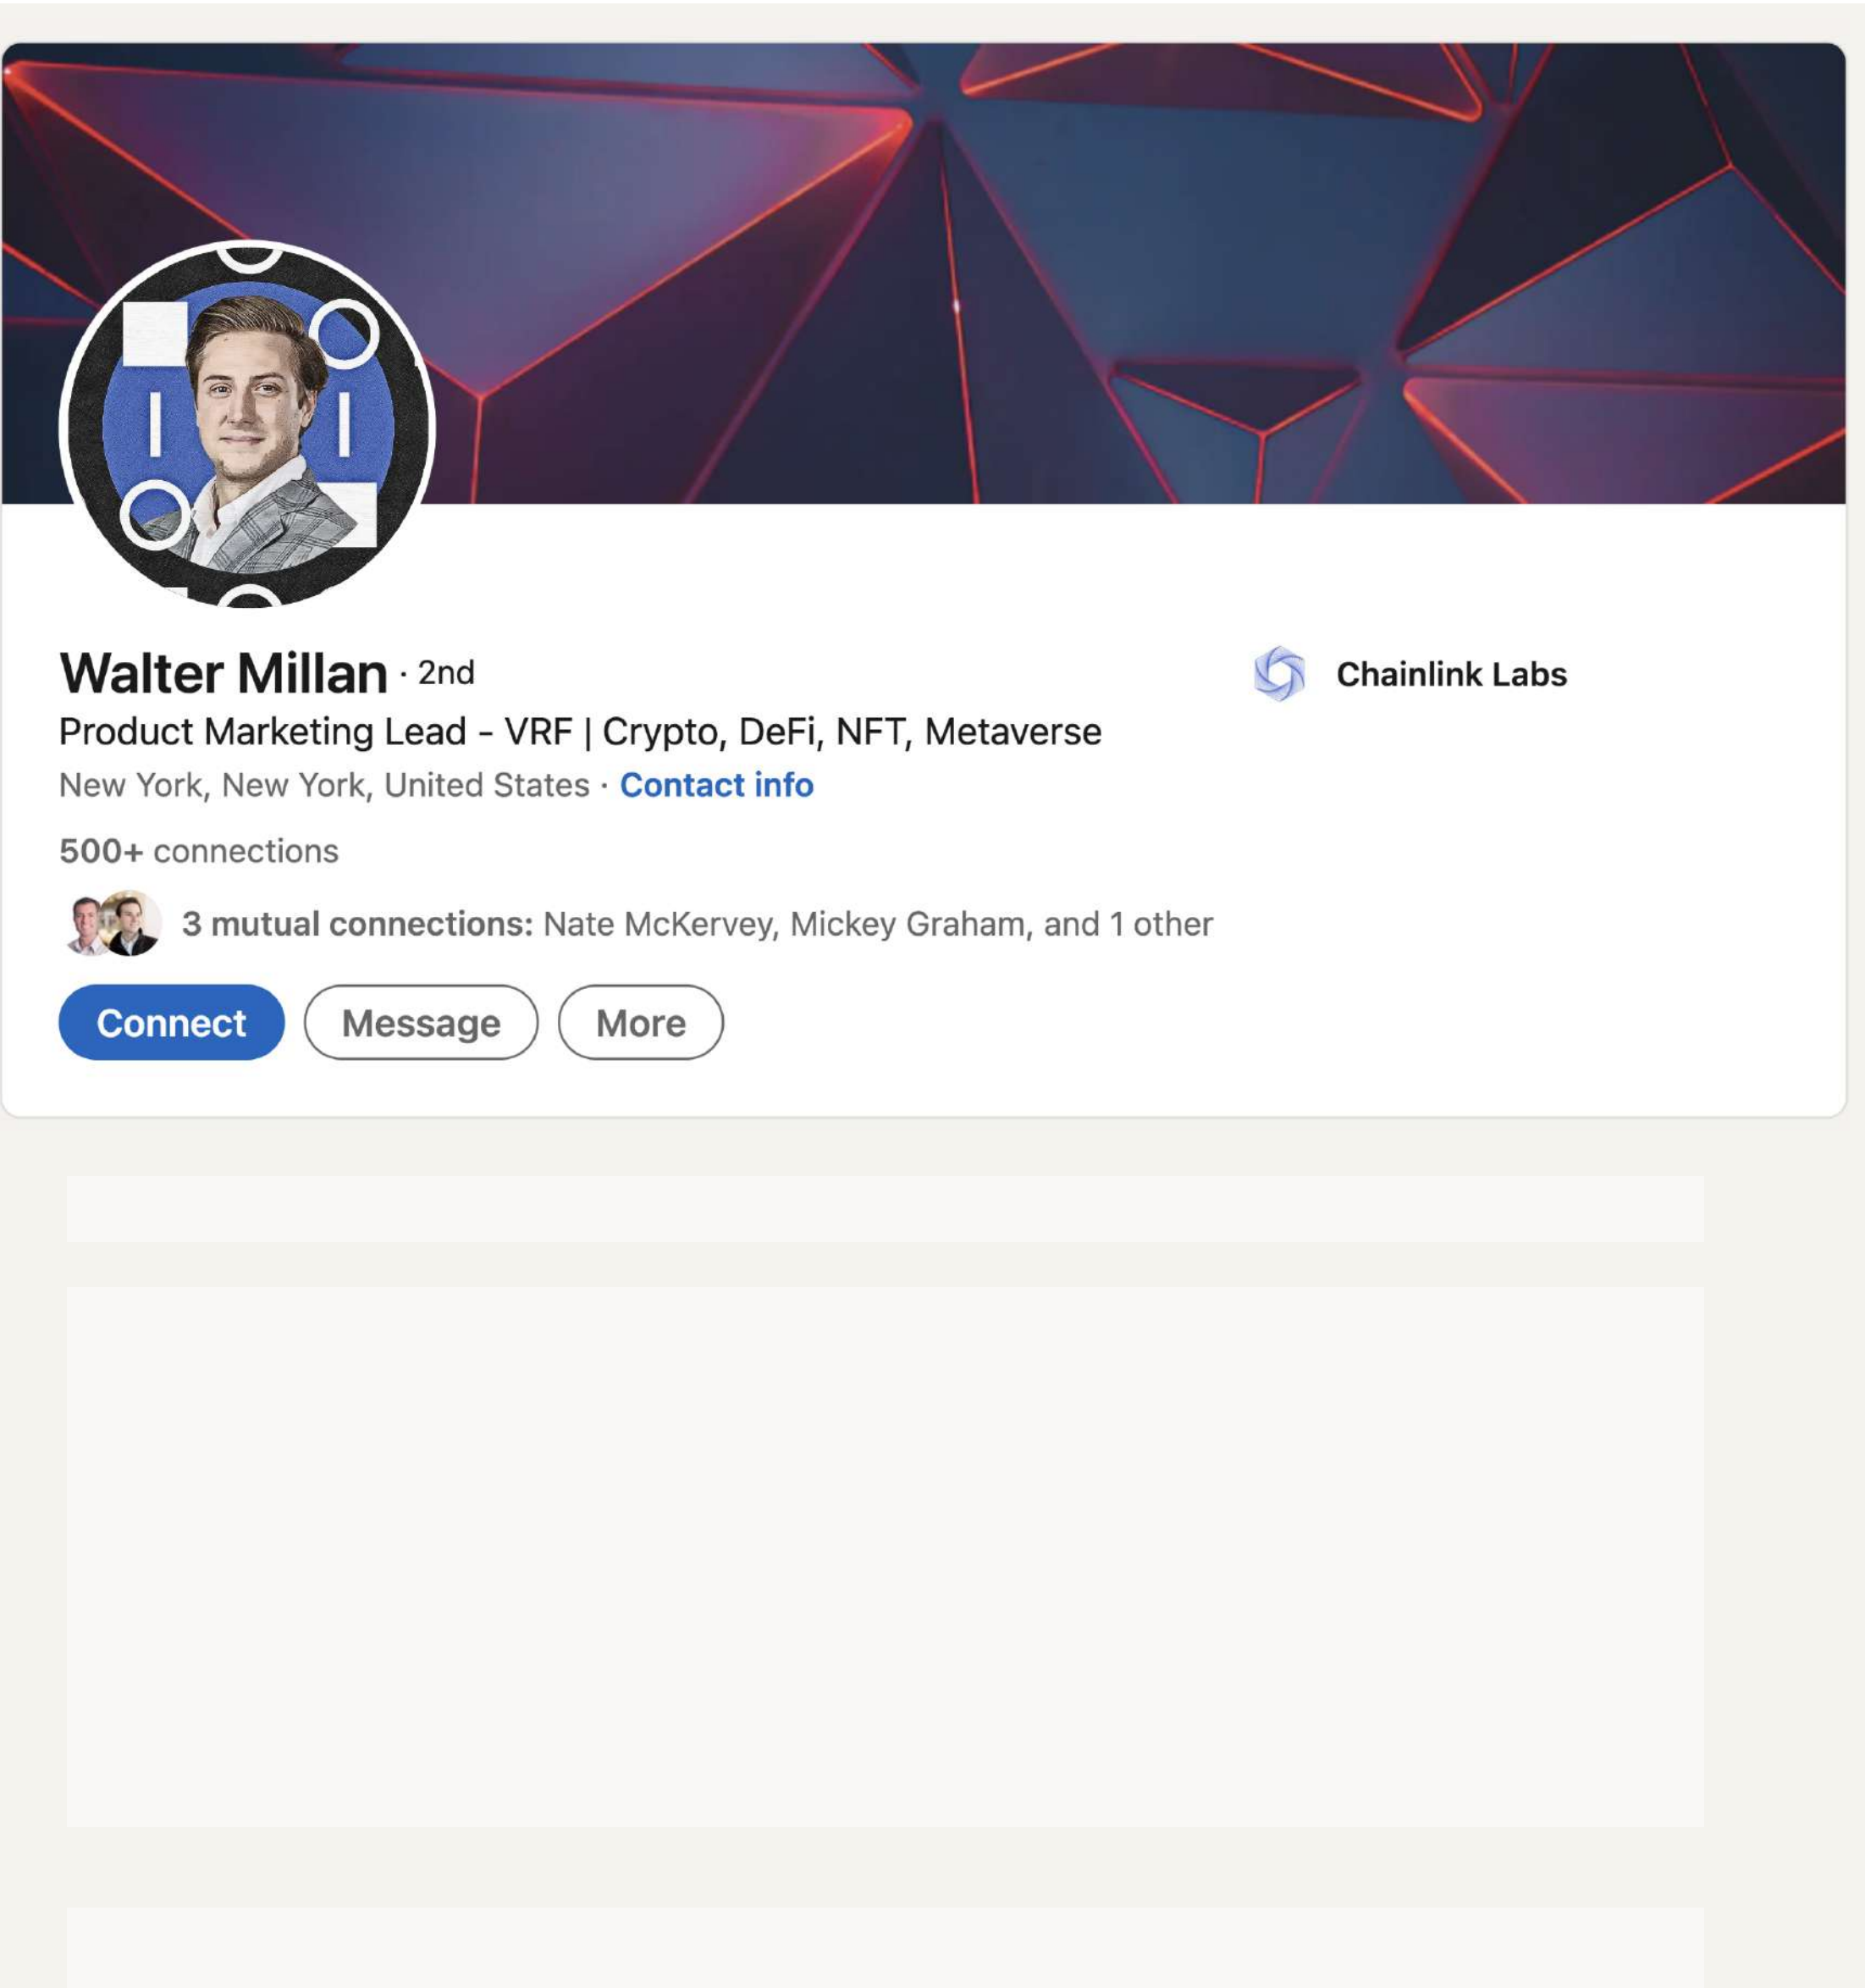 Walter Millan · 2nd
Chainlink Labs
Product Marketing Lead - VRF | Crypto, DeFi, NFT, Metaverse
New York, New York, United States · Contact info
500+ connections
3 mutual connections: Nate McKervey, Mickey Graham, and 1 other
Connect
Message
More